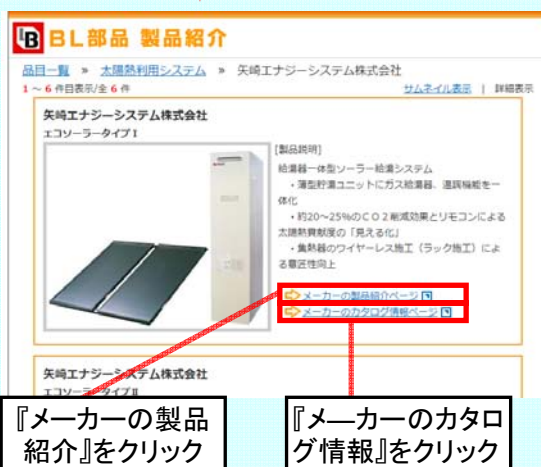 BL部品 製品紹介
品目一覧 » 太陽熱利用システム » 矢崎エナジーシステム株式会社
1 ~ 6 件目表示/全 6 件 サムネイル表示 | 詳細表示
矢崎エナジーシステム株式会社
エコソーラータイプⅠ
[製品説明]
給湯器一体型ソーラー給湯システム
・薄型貯湯ユニットにガス給湯器、温調機能を一
体化
・約20~25%のCO2削減効果とリモコンによる
太陽熱貢献度の「見える化」
・集熱器のワイヤーレス施工（ラック施工）によ
る意匠性向上
メーカーの製品紹介ページ
メーカーのカタログ情報ページ
矢崎エナジーシステム株式会社
エコソーラータイプⅡ
『メーカーの製品
紹介』をクリック
『メ―カーのカタロ
グ情報』をクリック